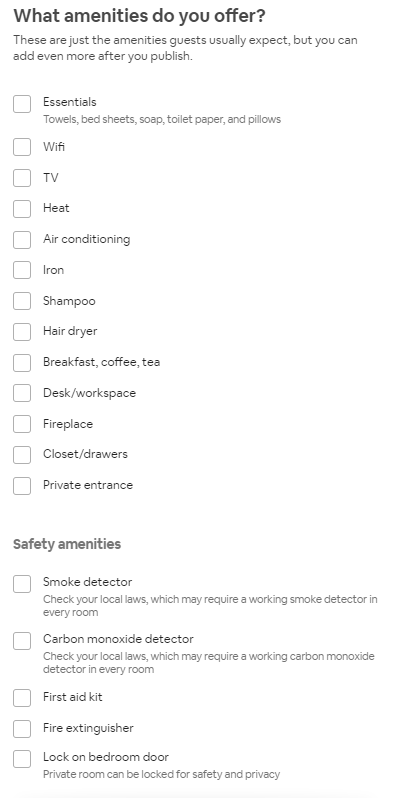 What amenities do you offer?
These are just the amenities guests usually expect, but you can
add even more after you publish.
Essentials
Towels, bed sheets, soap, toilet paper, and pillows
Wifi
TV
Heat
Air conditioning
Iron
Shampoo
Hair dryer
Breakfast, coffee, tea
Desk/workspace
Fireplace
Closet/drawers
Private entrance
Safety amenities
Smoke detector
Check your local laws, which may require a working smoke detector in
every room
Carbon monoxide detector
Check your local laws, which may require a working carbon monoxide
detector in every room
First aid kit
Fire extinguisher
Lock on bedroom door
Private room can be locked for safety and privacy